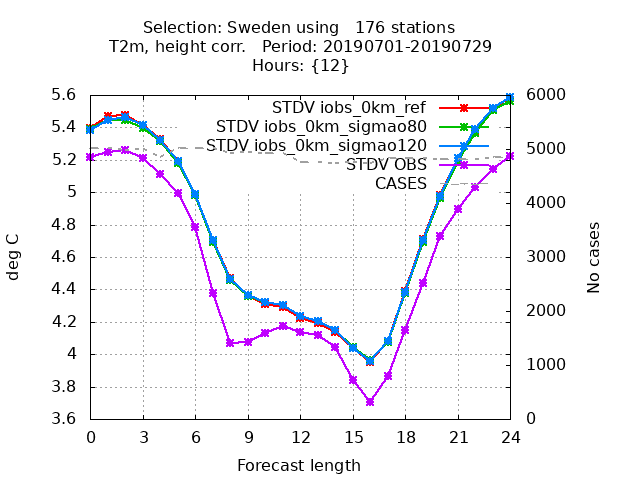 Selection: Sweden using   176 stations
T2m, height corr.   Period: 20190701-20190729
Hours: {12}
STDV iobs_0km_ref
STDV iobs_0km_sigmao80
STDV iobs_0km_sigmao120
STDV OBS
CASES
deg C
5.6
5.4
5.2
5
4.8
4.6
4.4
4.2
4
3.8
3.6
No cases
6000
5000
4000
3000
2000
1000
0
0 3 6 9 12 15 18 21 24
Forecast length